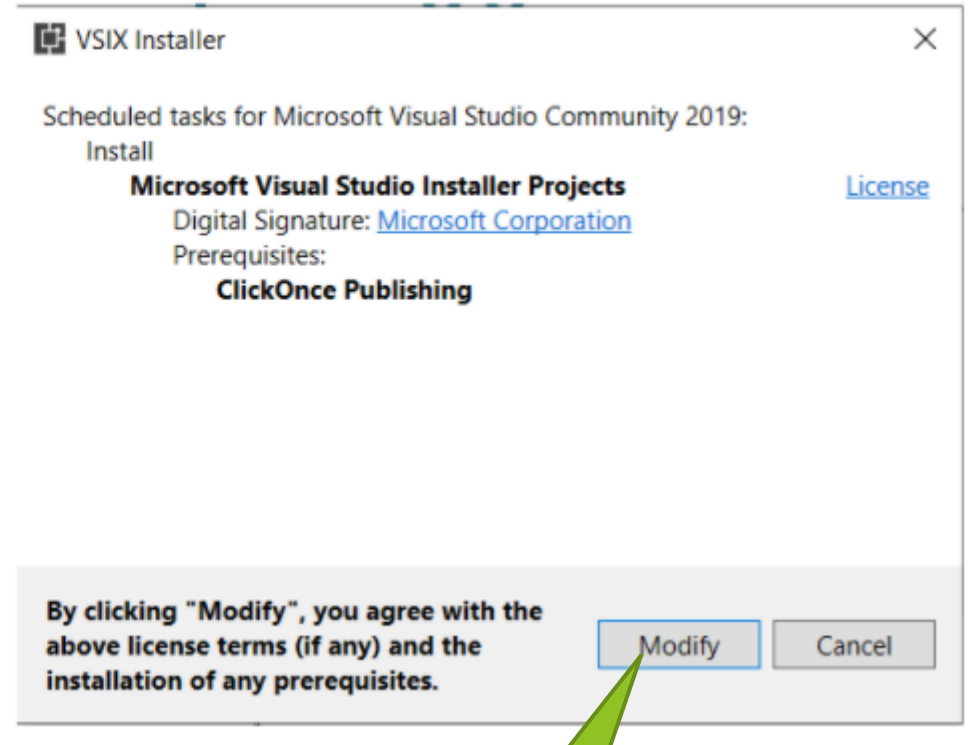 VSIX Installer
Scheduled tasks for Microsoft Visual Studio Community 2019:
Install
Microsoft Visual Studio Installer Projects License
Digital Signature: Microsoft Corporation
Prerequisites:
ClickOnce Publishing
By clicking "Modify", you agree with the
above license terms (if any) and the
installation of any prerequisites.
Modify Cancel